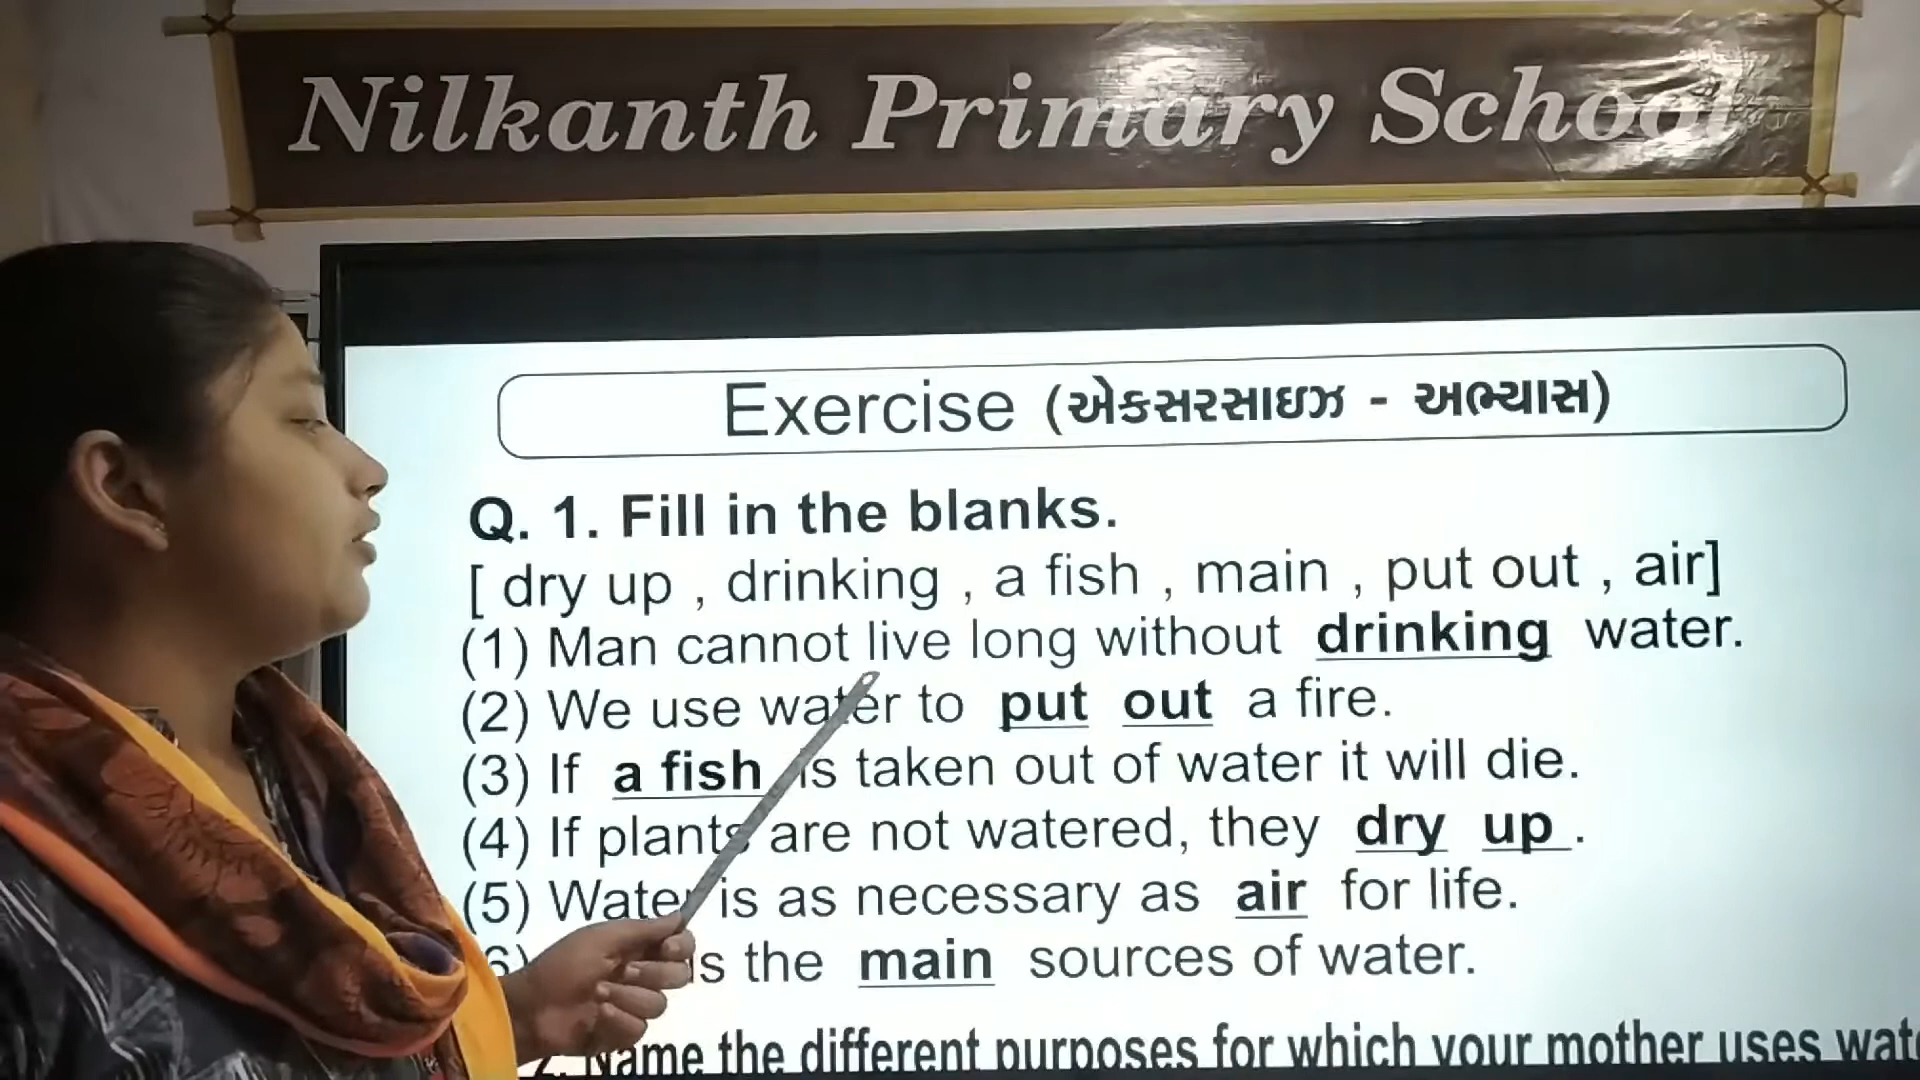 Nilkanth Primary School
Exercise (એકસરસાઇઝ - અભ્યાસ)
Q. 1. Fill in the blanks.
[ dry up , drinking , a fish , main , put out , air]
(1) Man cannot live long without drinking water.
(2) We use water to put out a fire.
(3) If a fish is taken out of water it will die.
(4) If plants are not watered, they dry up .
(5) Water is as necessary as air for life.
6) is the main sources of water.
2. Name the different purposes for which your mother uses